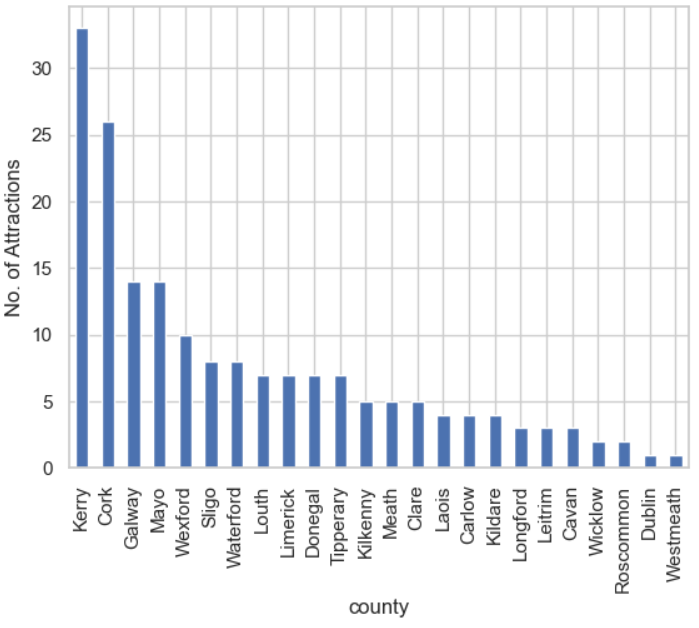 No. of Attractions
30
25
20
15
10
5
0
Kerry
Cork
Galway
Mayo
Wexford
Sligo
Waterford
Louth
Limerick
Donegal
Tipperary
Kilkenny
Meath
Clare
Laois
Carlow
Kildare
Longford
Leitrim
Cavan
Wicklow
Roscommon
Dublin
Westmeath
county